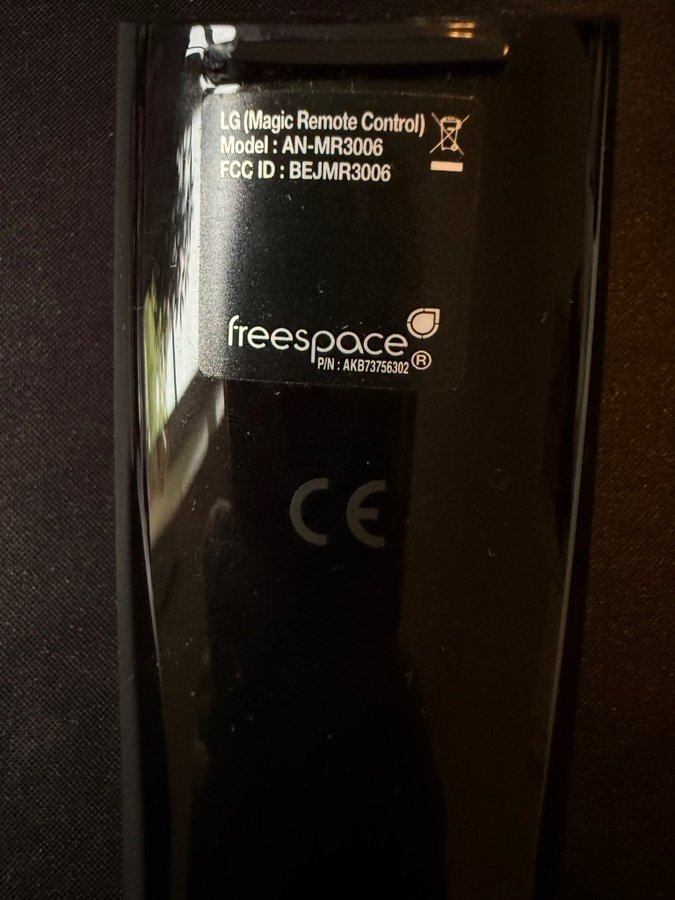 LG (Magic Remote Control)
Model : AN-MR3006
FCC ID : BEJMR3006
freespace®
P/N : AKB73756302
CE